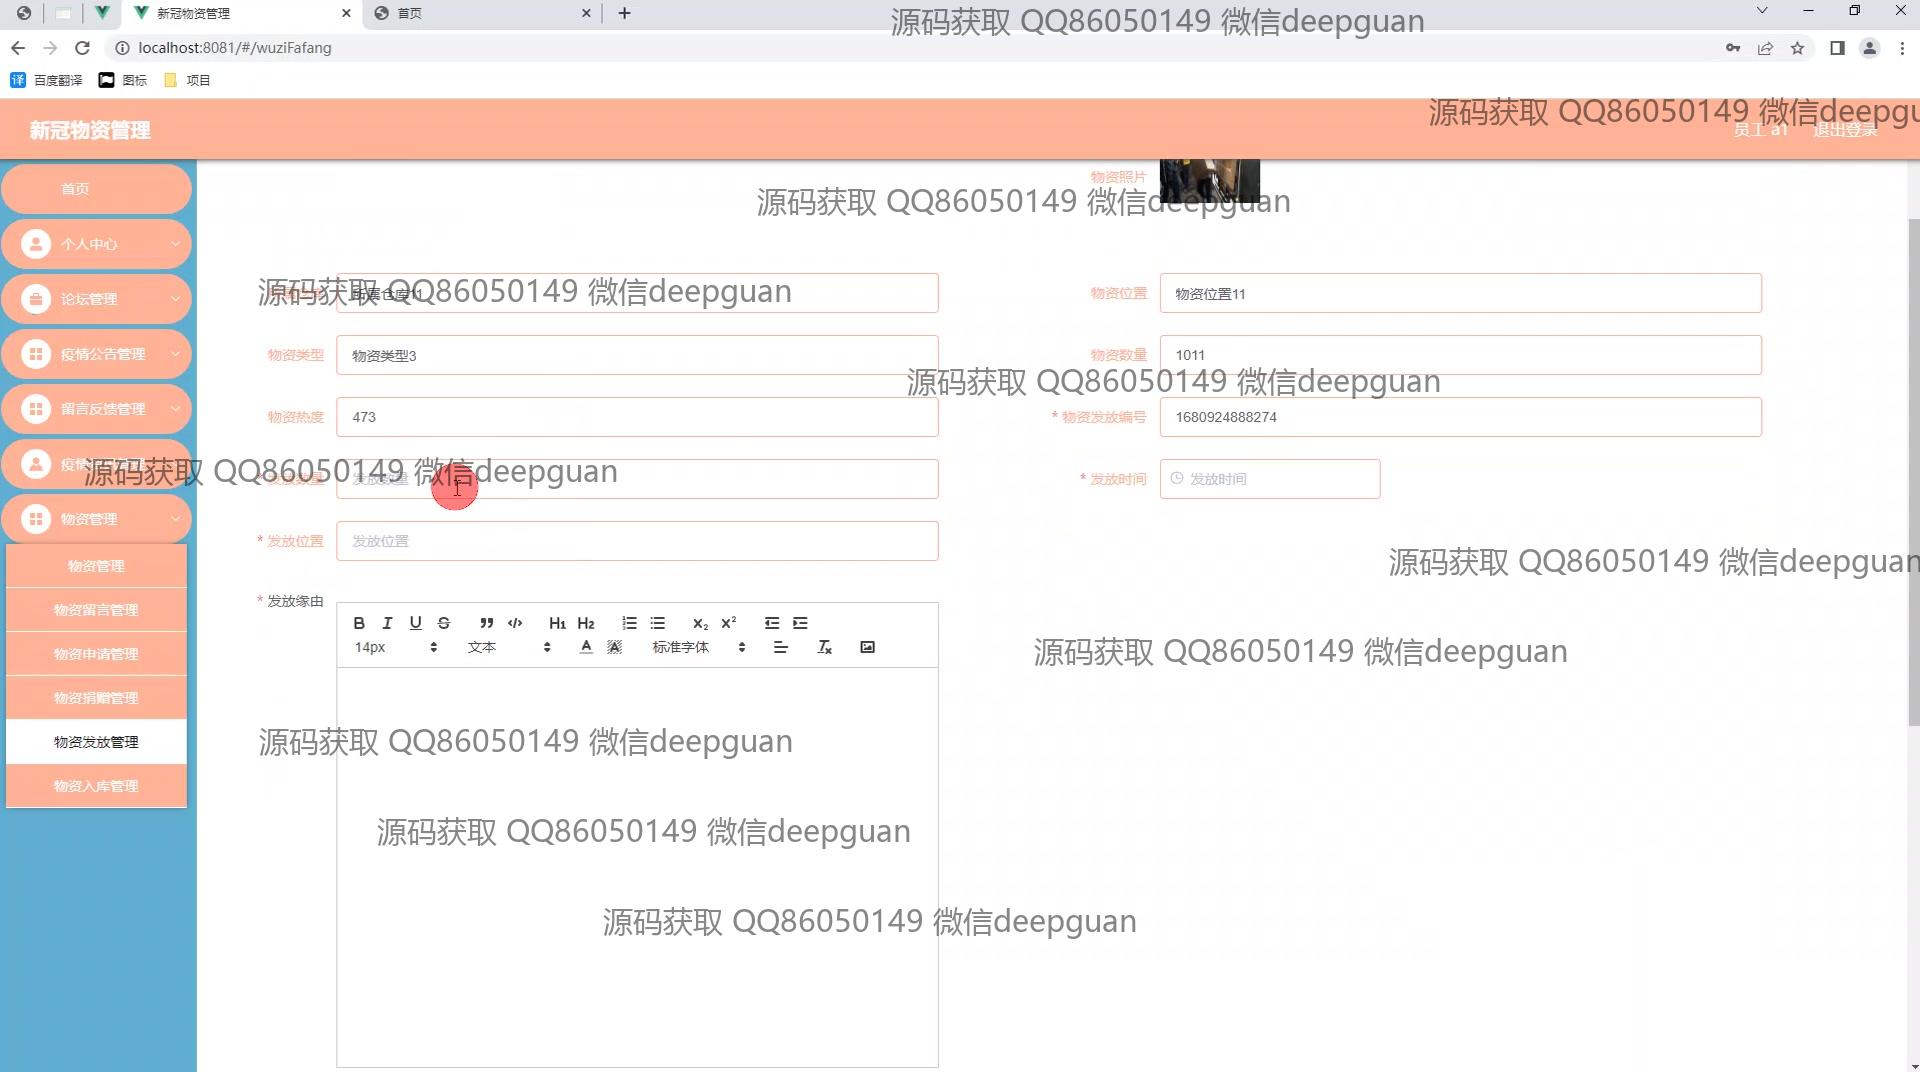 新冠物资管理
首页
源码获取 QQ86050149 微信deepguan
localhost:8081/#/wuziFafang
百度翻译
图标
项目
新冠物资管理
源码获取 QQ86050149 微信deepgu
员工 a1
退出登录
首页
物资照片
源码获取 QQ86050149 微信deepguan
个人中心
源码获取 QQ86050149 微信deepguan
物资位置
物资位置11
论坛管理
物资类型
物资类型3
物资数量
1011
疫情公告管理
源码获取 QQ86050149 微信deepguan
物资热度
473
* 物资发放编号
1680924888274
留言反馈管理
源码获取 QQ86050149 微信deepguan
* 发放时间
发放时间
物资管理
* 发放位置
发放位置
源码获取 QQ86050149 微信deepguan
物资管理
* 发放缘由
物资留言管理
B I U S H1 H2 X2 X2
14px
文本
A
标准字体
物资申请管理
源码获取 QQ86050149 微信deepguan
物资捐赠管理
物资发放管理
源码获取 QQ86050149 微信deepguan
物资入库管理
源码获取 QQ86050149 微信deepguan
源码获取 QQ86050149 微信deepguan